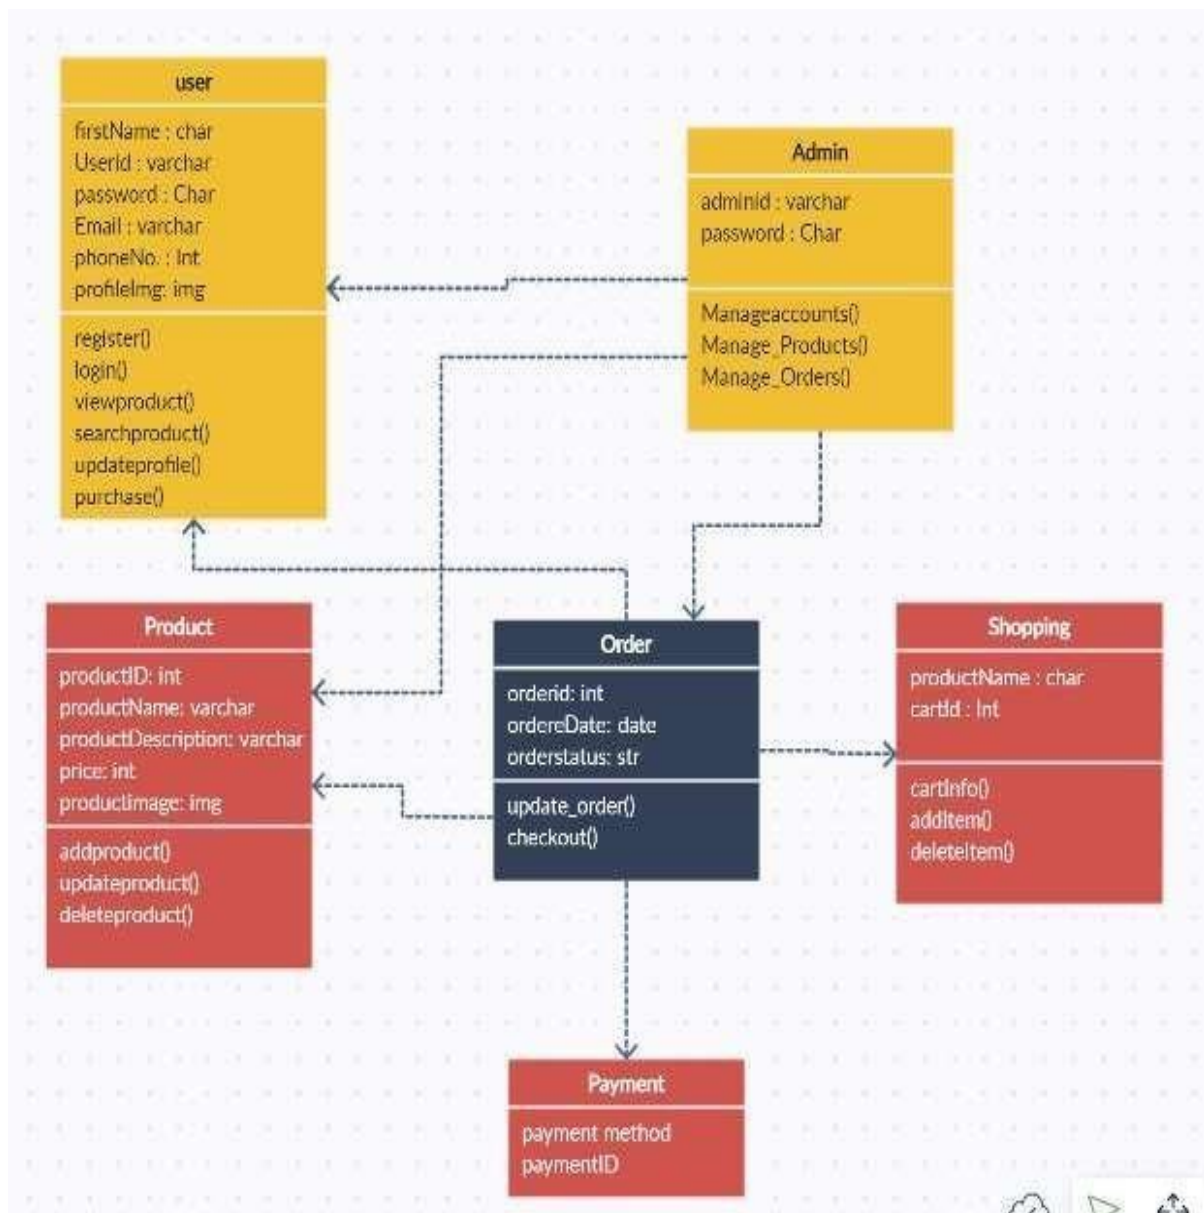 user
firstName : char
UserId : varchar
password : Char
Email : varchar
phoneNo. : Int
profileImg: img
register()
login()
viewproduct()
searchproduct()
updateprofile()
purchase()
Admin
adminid : varchar
password : Char
Manageaccounts()
Manage_Products()
Manage_Orders()
Product
productID: int
productName: varchar
productDescription: varchar
price: int
productimage: img
addproduct()
updateproduct()
deleteproduct()
Order
orderid: int
ordereDate: date
orderstatus: str
update_order()
checkout()
Shopping
productName : char
cartId : Int
cartInfo()
addItem()
deleteItem()
Payment
payment method
paymentID